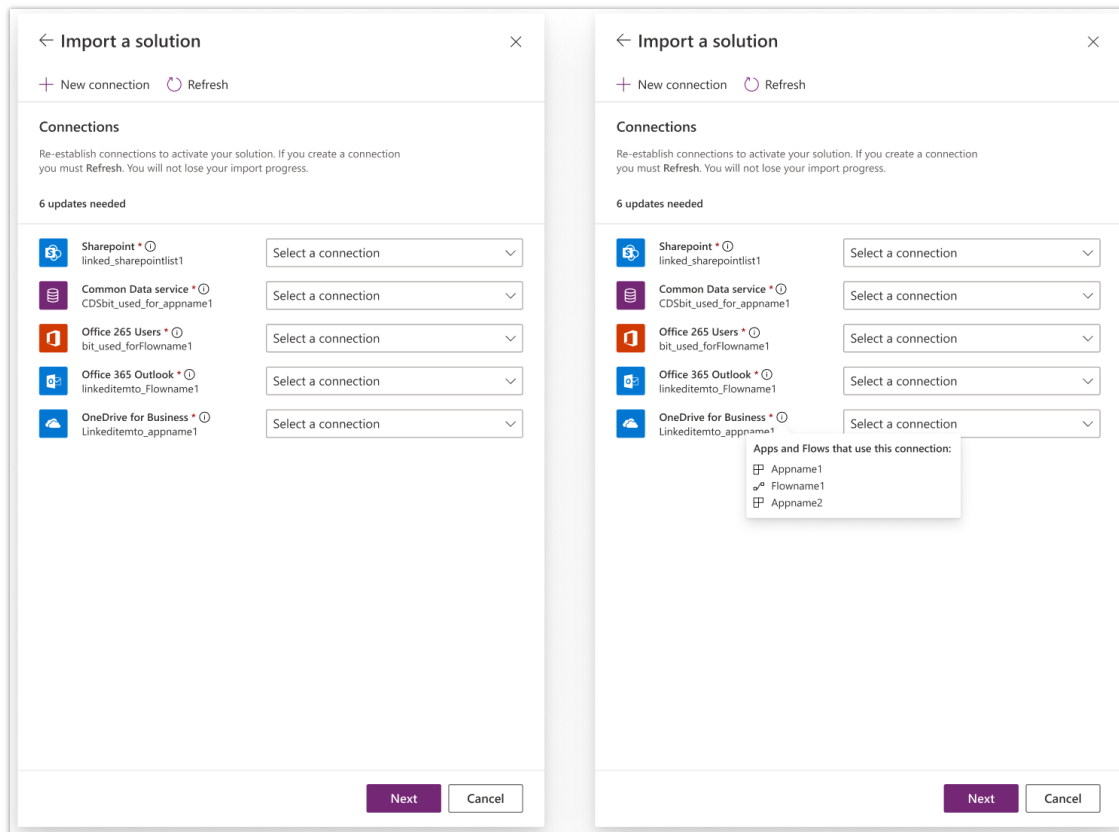 Import a solution
New connection Refresh
Connections
Re-establish connections to activate your solution. If you create a connection
you must Refresh. You will not lose your import progress.
6 updates needed
Sharepoint *
linked_sharepointlist1
Select a connection
Common Data service *
CDSbit_used_for_appname1
Select a connection
Office 265 Users *
bit_used_forFlowname1
Select a connection
Office 365 Outlook *
linkeditemto_Flowname1
Select a connection
OneDrive for Business *
Linkeditemto_appname1
Select a connection
Next Cancel
Import a solution
New connection Refresh
Connections
Re-establish connections to activate your solution. If you create a connection
you must Refresh. You will not lose your import progress.
6 updates needed
Sharepoint *
linked_sharepointlist1
Select a connection
Common Data service *
CDSbit_used_for_appname1
Select a connection
Office 265 Users *
bit_used_forFlowname1
Select a connection
Office 365 Outlook *
linkeditemto_Flowname1
Select a connection
OneDrive for Business *
Linkeditemto_appname1
Select a connection
Apps and Flows that use this connection:
Appname1
Flowname1
Appname2
Next Cancel